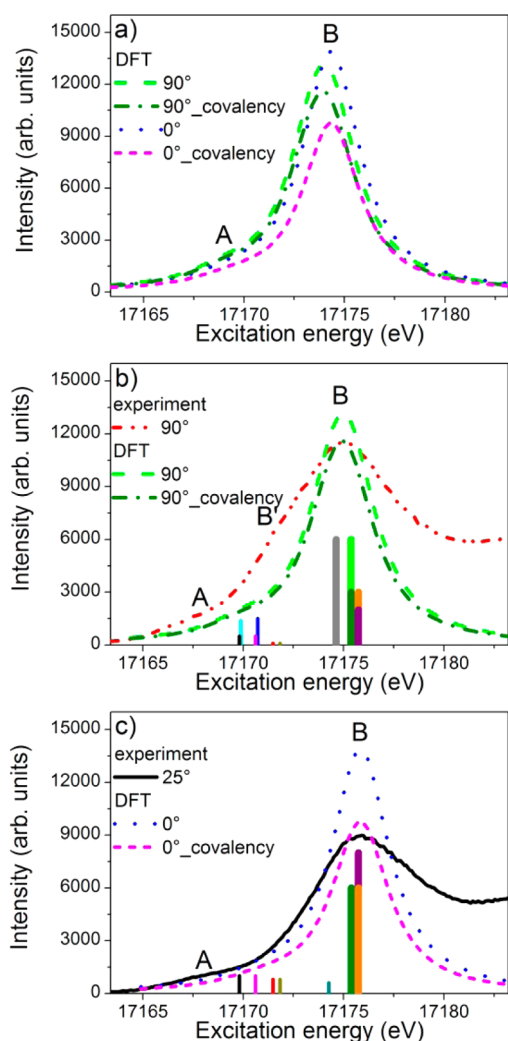 a)
B
DFT
90°
90°_covalency
0°
0°_covalency
A
15000
12000
9000
6000
3000
0
Intensity (arb. units)
17165 17170 17175 17180
Excitation energy (eV)
b)
B
experiment
90°
DFT
90°
90°_covalency
B'
A
15000
12000
9000
6000
3000
0
Intensity (arb. units)
17165 17170 17175 17180
Excitation energy (eV)
c)
B
experiment
25°
DFT
0°
0°_covalency
A
15000
12000
9000
6000
3000
0
Intensity (arb. units)
17165 17170 17175 17180
Excitation energy (eV)